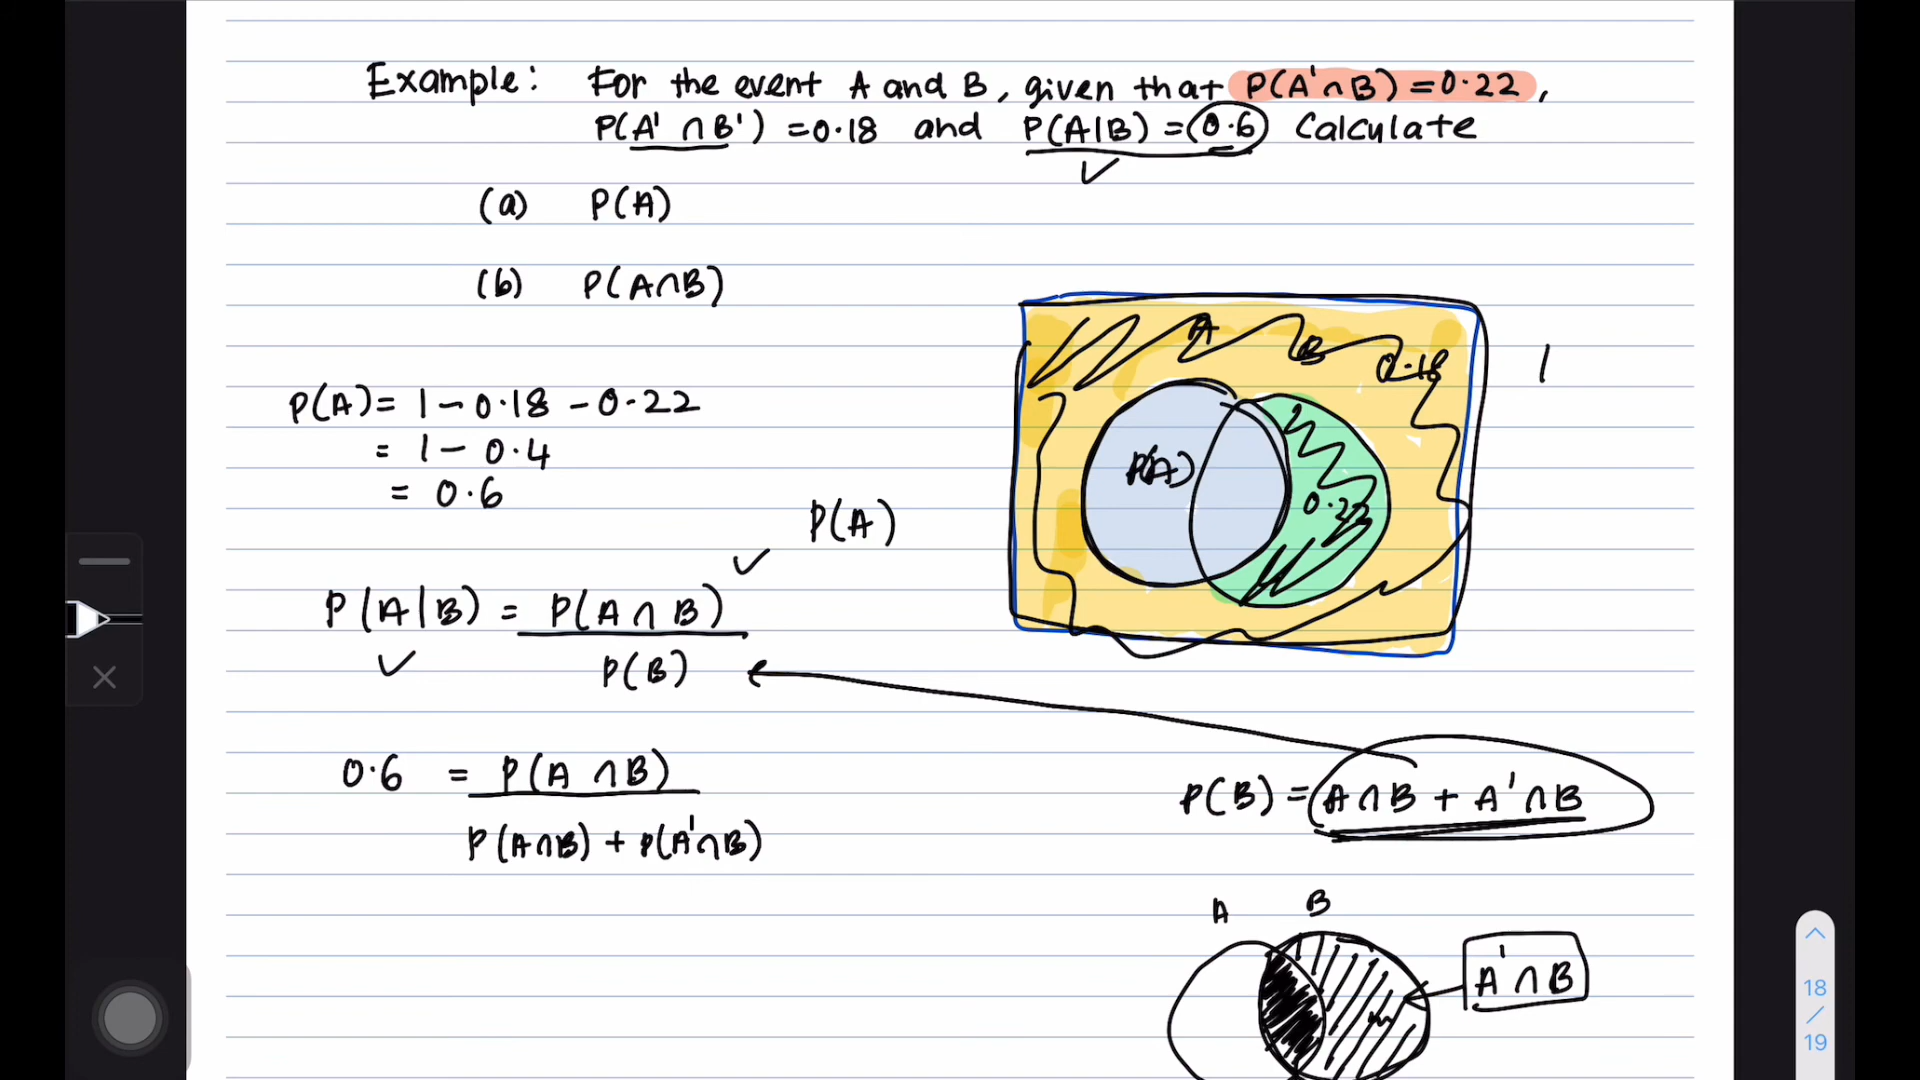 Example: For the event A and B, given that P(A'∩B) = 0.22,
P(A' ∩ B') = 0.18 and P(A|B) = 0.6 Calculate
(a) P(A)
(b) P(A∩B)
A B 0.18 1
P(A) = 1 - 0.18 - 0.22
= 1 - 0.4
= 0.6
P(A) 0.22
P(A)
P(A|B) = P(A ∩ B)
P(B)
0.6 = P(A ∩ B)
P(A∩B) + P(A'∩B)
P(B) = A∩B + A'∩B
A B
A'∩B
18
/
19